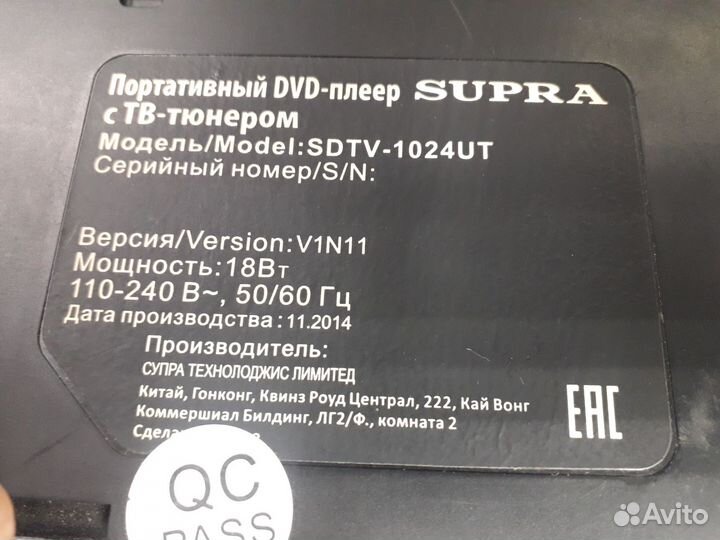 Портативный DVD-плеер SUPRA
с ТВ-тюнером
Модель/Model:SDTV-1024UT
Серийный номер/S/N:
Версия/Version:V1N11
Мощность:18Вт
110-240 В~, 50/60 Гц
Дата производства:11.2014
Производитель:
СУПРА ТЕХНОЛОДЖИС ЛИМИТЕД
Китай, Гонконг, Квинз Роуд Централ, 222, Кай Вонг
Коммершиал Билдинг, ЛГ2/Ф., комната 2
EAC
QC
PASS
Avito